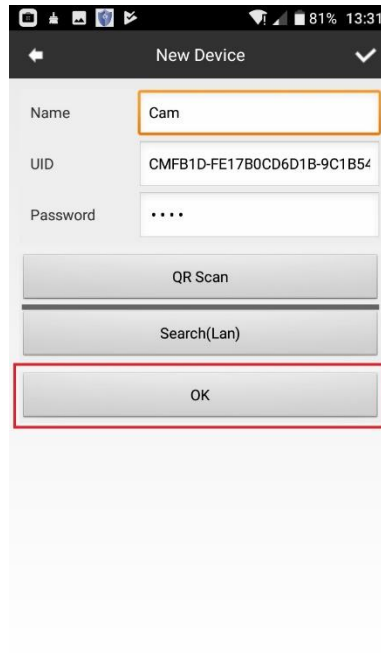 81% 13:31
New Device
Name Cam
UID CMFB1D-FE17B0CD6D1B-9C1B54
Password ••••
QR Scan
Search(Lan)
OK